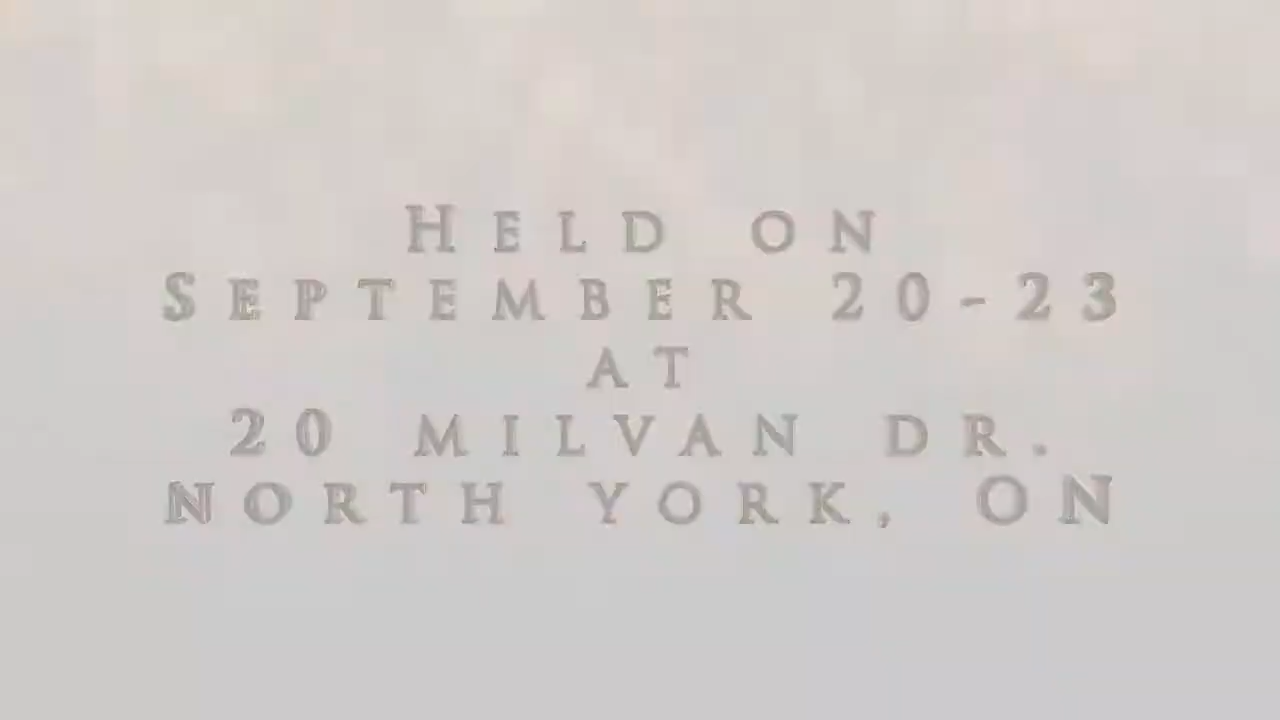 Held on
September 20-23
at
20 Milvan Dr.
North York, ON